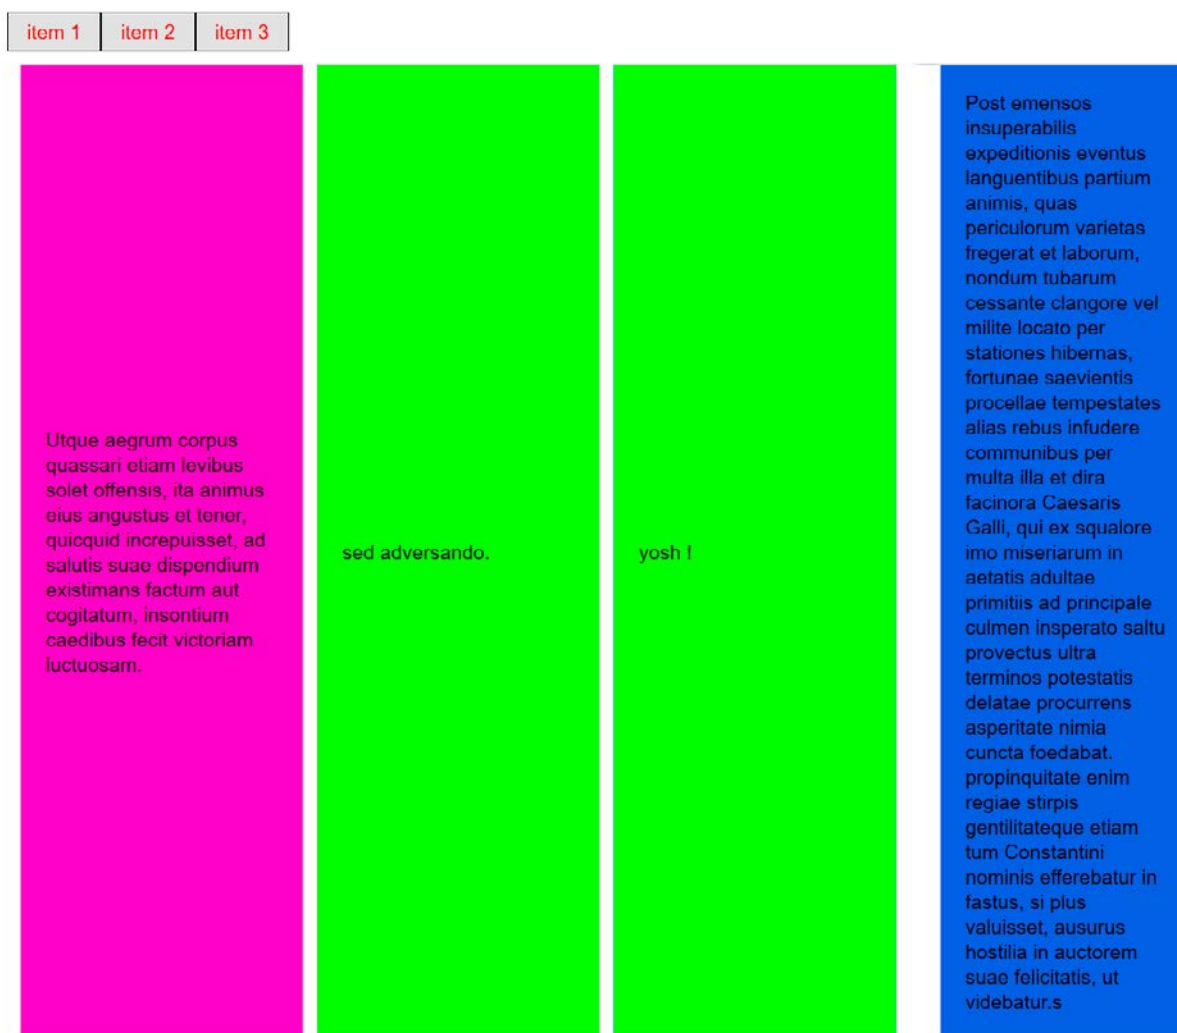 item 1 item 2 item 3
Utque aegrum corpus
quassari etiam levibus
solet offensis, ita animus
eius angustus et tener,
quicquid increpuisset, ad
salutis suae dispendium
existimans factum aut
cogitatum, insontium
caedibus fecit victoriam
luctuosam.
sed adversando.
yosh !
Post emensos
insuperabilis
expeditionis eventus
languentibus partium
animis, quas
periculorum varietas
fregerat et laborum,
nondum tubarum
cessante clangore vel
milite locato per
stationes hibernas,
fortunae saevientis
procellae tempestates
alias rebus infudere
communibus per
multa illa et dira
facinora Caesaris
Galli, qui ex squalore
imo miseriarum in
aetatis adultae
primitiis ad principale
culmen insperato saltu
provectus ultra
terminos potestatis
delatae procurrens
asperitate nimia
cuncta foedabat.
propinquitate enim
regiae stirpis
gentilitateque etiam
tum Constantini
nominis efferebatur in
fastus, si plus
valuisset, ausurus
hostilia in auctorem
suae felicitatis, ut
videbatur.s